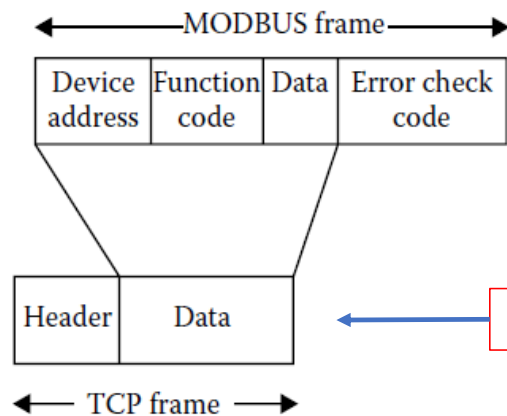 MODBUS frame
Device address
Function code
Data
Error check code
Header
Data
TCP frame